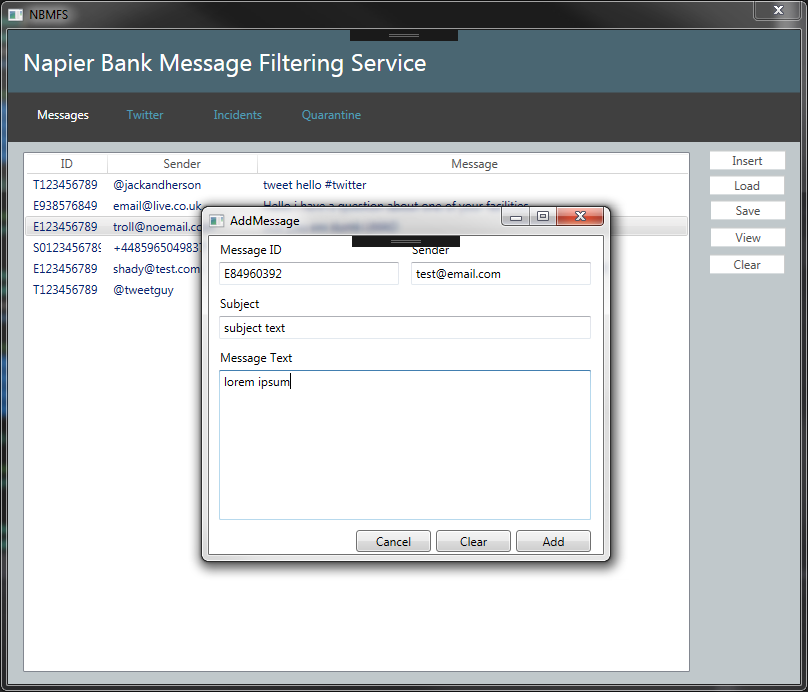 NBMFS
Napier Bank Message Filtering Service
Messages Twitter Incidents Quarantine
ID Sender Message
T123456789 @jackandherson tweet hello #twitter
E938576849 email@live.co.uk Hello i have a question about one of your facilities
E123456789 troll@noemail.co
S0123456789 +448596504983
E123456789 shady@test.com
T123456789 @tweetguy
Insert
Load
Save
View
Clear
AddMessage
Message ID Sender
E84960392 test@email.com
Subject
subject text
Message Text
lorem ipsum
Cancel Clear Add